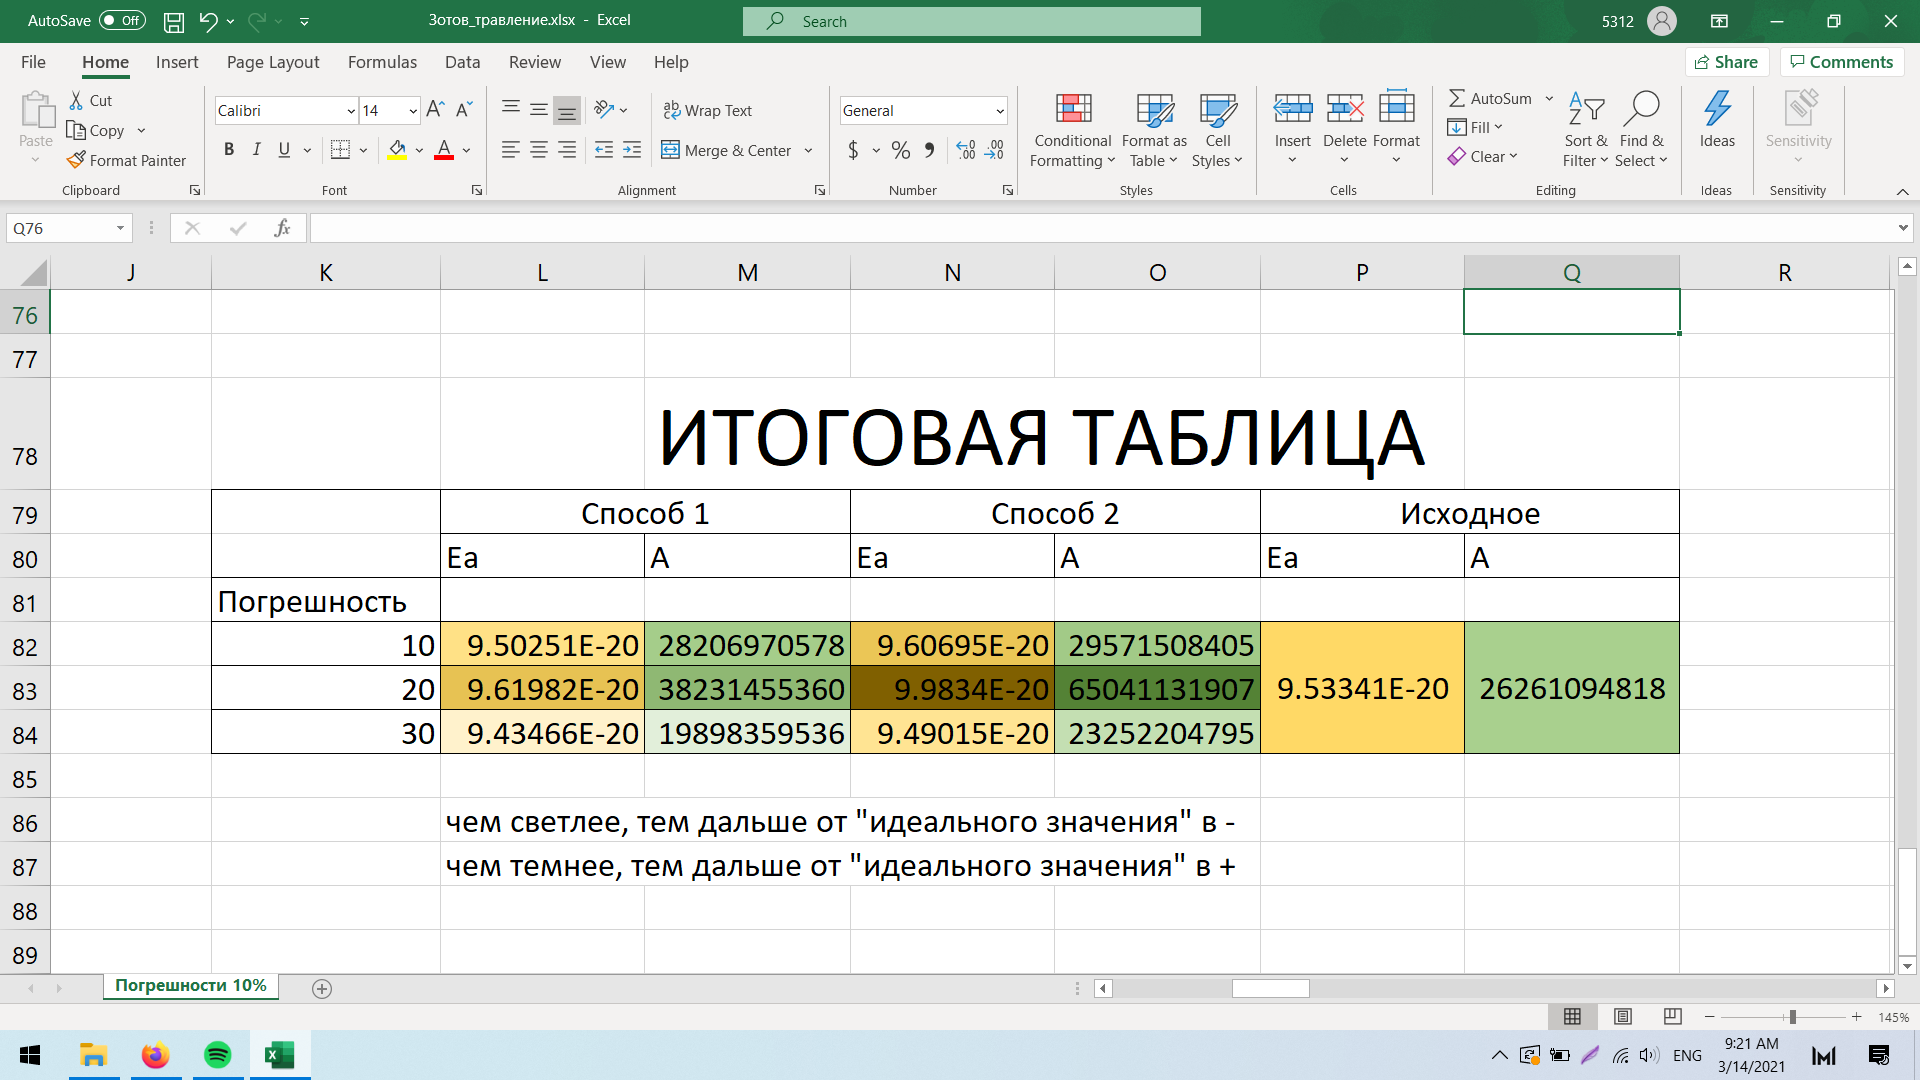 AutoSave Off Зотов_травление.xlsx - Excel Search 5312
File Home Insert Page Layout Formulas Data Review View Help Share Comments
Paste Cut Copy Format Painter Clipboard
Calibri 14 A A B I U A Font
ab Wrap Text Merge & Center Alignment
General $ % 9 Number
Conditional Formatting Format as Table Cell Styles Styles
Insert Delete Format Cells
AutoSum Fill Clear Sort & Filter Find & Select Editing
Ideas Ideas
Sensitivity Sensitivity
Q76 fx
J K L M N O P Q R
76
77
78 ИТОГОВАЯ ТАБЛИЦА
79 Способ 1 Способ 2 Исходное
80 Ea A Ea A Ea A
81 Погрешность
82 10 9.50251E-20 28206970578 9.60695E-20 29571508405
83 20 9.61982E-20 38231455360 9.9834E-20 65041131907 9.53341E-20 26261094818
84 30 9.43466E-20 19898359536 9.49015E-20 23252204795
85
86 чем светлее, тем дальше от "идеального значения" в -
87 чем темнее, тем дальше от "идеального значения" в +
88
89
Погрешности 10%
145%
ENG 9:21 AM
3/14/2021